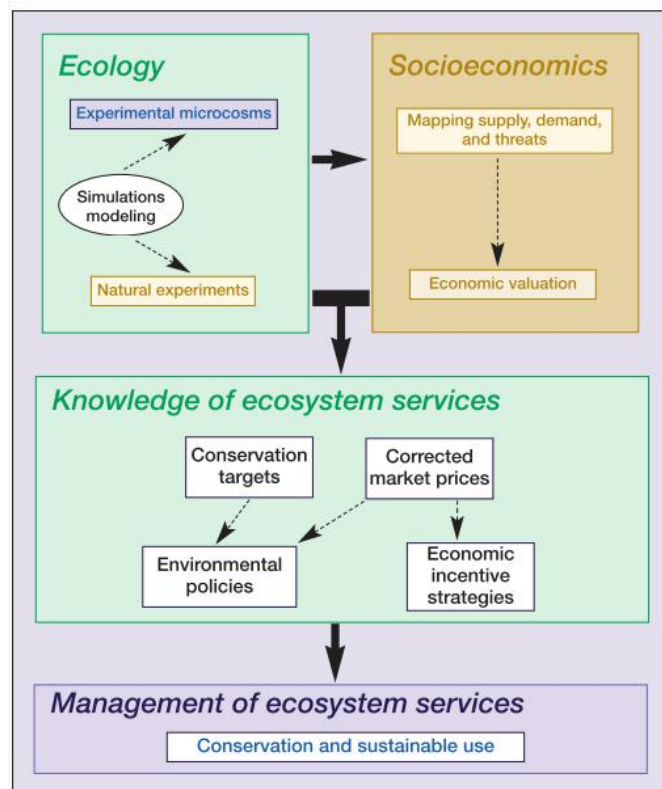 Ecology
Experimental microcosms
Simulations
modeling
Natural experiments
Socioeconomics
Mapping supply, demand,
and threats
Economic valuation
Knowledge of ecosystem services
Conservation
targets
Corrected
market prices
Environmental
policies
Economic
incentive
strategies
Management of ecosystem services
Conservation and sustainable use